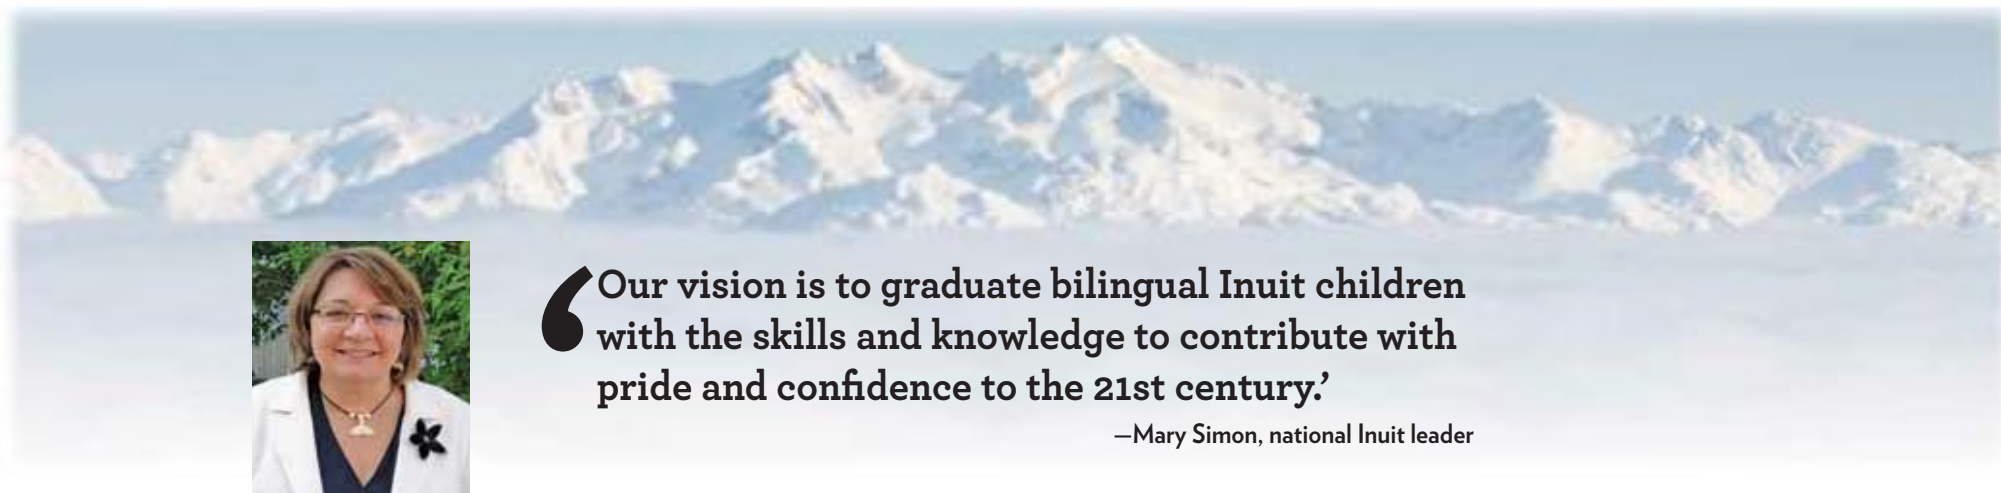 ‘Our vision is to graduate bilingual Inuit children
with the skills and knowledge to contribute with
pride and confidence to the 21st century.’
—Mary Simon, national Inuit leader